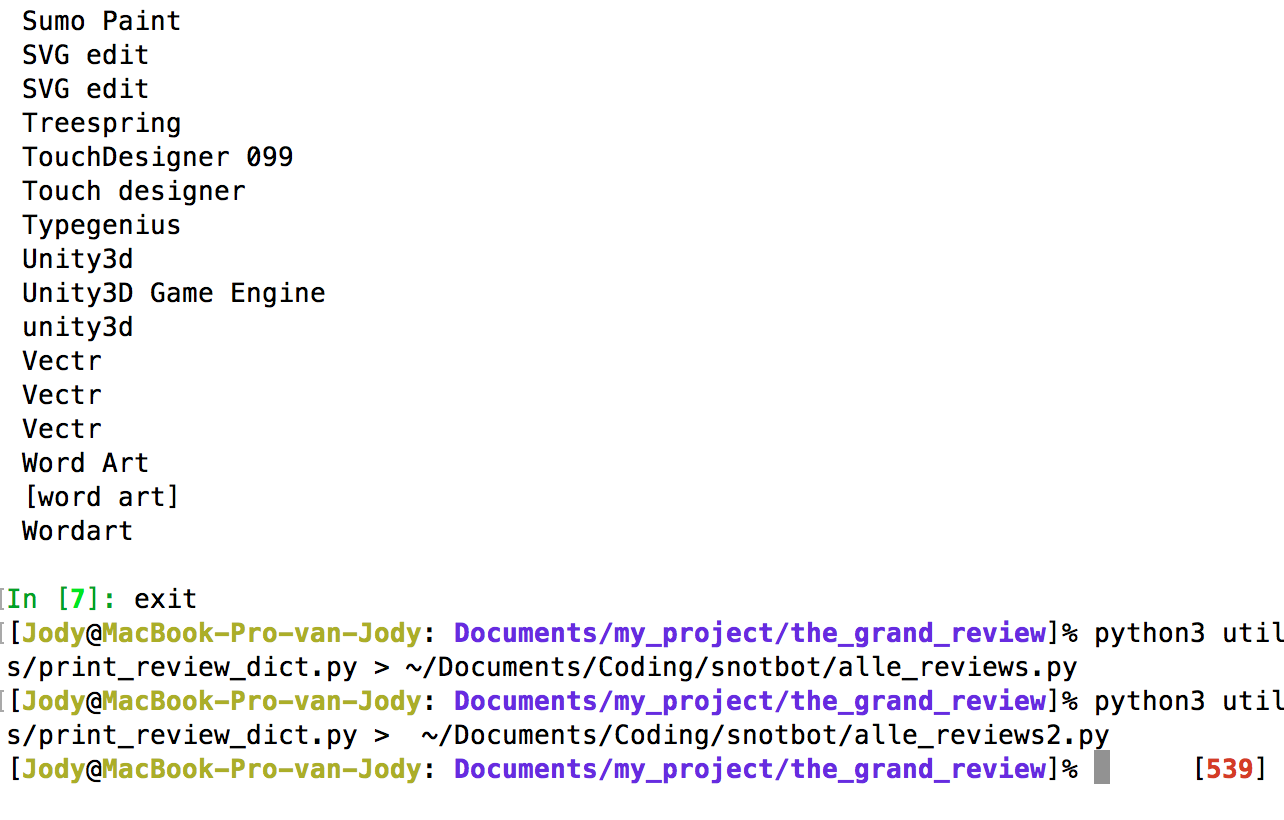 Sumo Paint
SVG edit
SVG edit
Treespring
TouchDesigner 099
Touch designer
Typegenius
Unity3d
Unity3D Game Engine
unity3d
Vectr
Vectr
Vectr
Word Art
[word art]
Wordart
[In [7]: exit
[[Jody@MacBook-Pro-van-Jody: Documents/my_project/the_grand_review]% python3 util
s/print_review_dict.py > ~/Documents/Coding/snotbot/alle_reviews.py
[[Jody@MacBook-Pro-van-Jody: Documents/my_project/the_grand_review]% python3 util
s/print_review_dict.py >  ~/Documents/Coding/snotbot/alle_reviews2.py
[Jody@MacBook-Pro-van-Jody: Documents/my_project/the_grand_review]% [539]